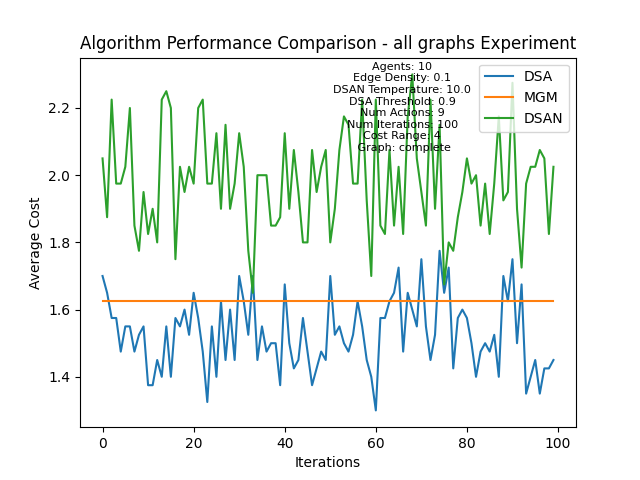 Algorithm Performance Comparison - all graphs Experiment
Agents: 10
Edge Density: 0.1
DSAN Temperature: 10.0
DSA Threshold: 0.9
Num Actions: 9
Num Iterations: 100
Cost Range: 4
Graph: complete
DSA
MGM
DSAN
Average Cost
2.2
2.0
1.8
1.6
1.4
0
20
40
60
80
100
Iterations